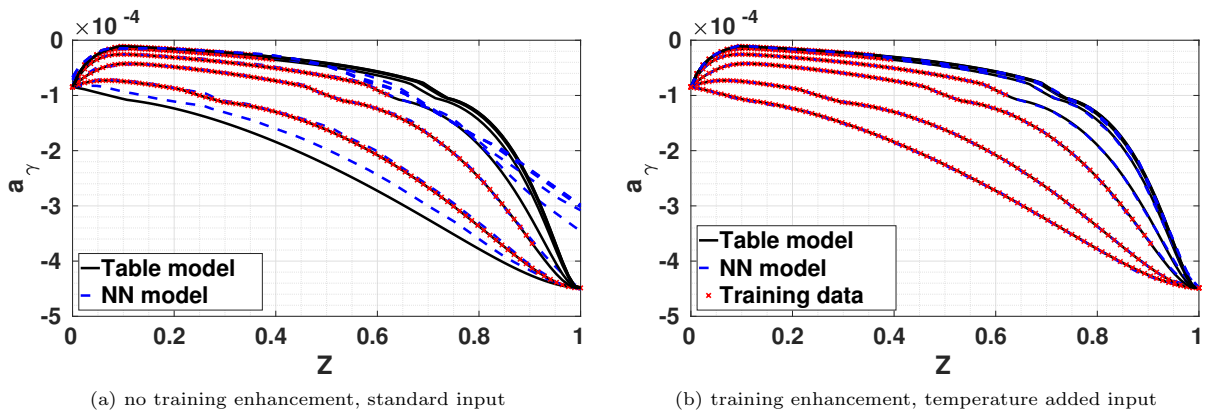 ×10 -4
0
-1
-2
-3
-4
-5
a γ
Table model
NN model
0 0.2 0.4 0.6 0.8 1
Z
(a) no training enhancement, standard input
×10 -4
0
-1
-2
-3
-4
-5
a γ
Table model
NN model
Training data
0 0.2 0.4 0.6 0.8 1
Z
(b) training enhancement, temperature added input